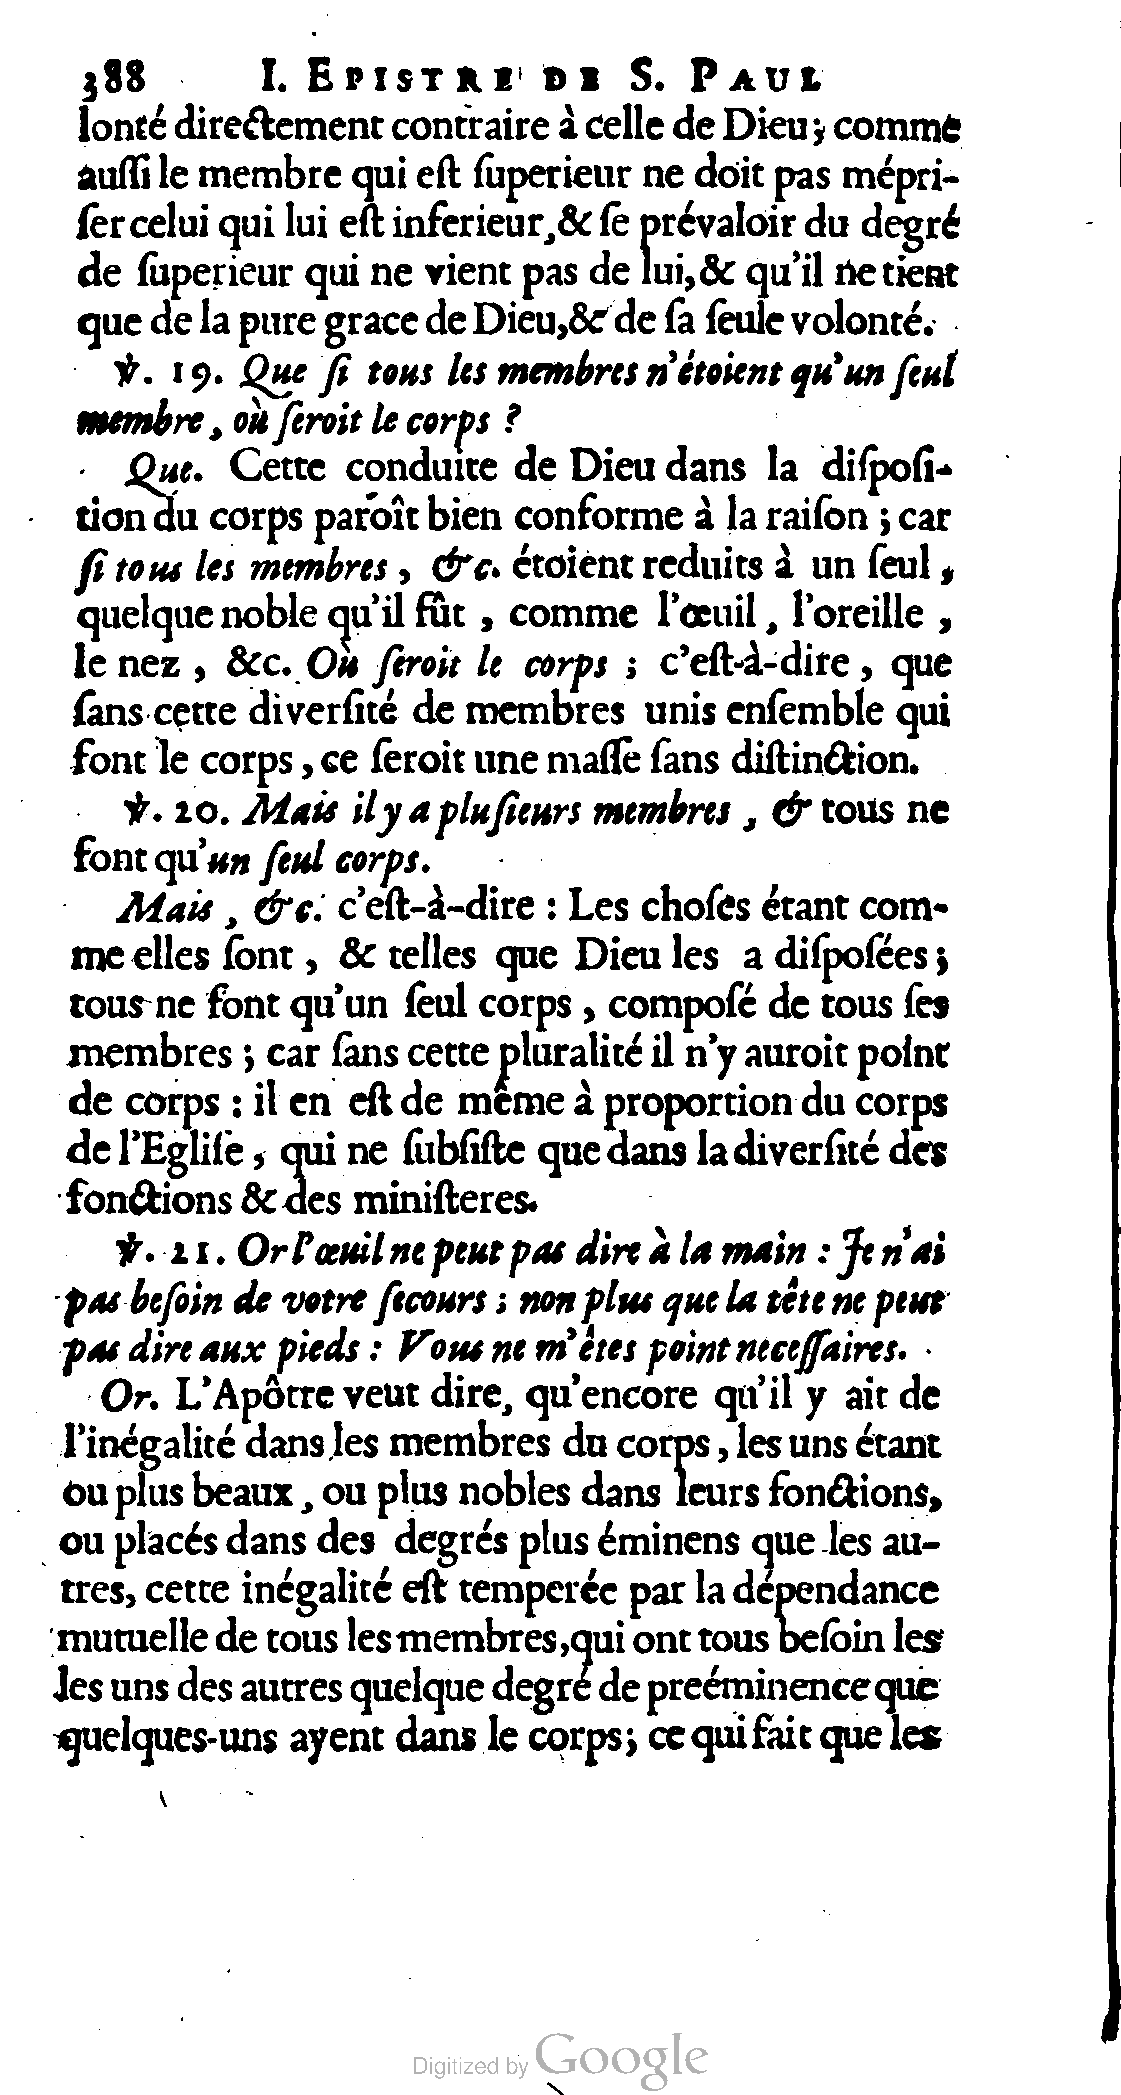 388 I. EPISTRE DE S. PAUL
lonté directement contraire à celle de Dieu; comme
auſſi le membre qui eſt ſuperieur ne doit pas mépri-
ſer celui qui lui eſt inferieur, & ſe prévaloir du degré
de ſuperieur qui ne vient pas de lui, & qu'il ne tient
que de la pure grace de Dieu, & de ſa ſeule volonté.
℣. 19. Que ſi tous les membres n'étoient qu'un ſeul
membre, où ſeroit le corps ?
Que. Cette conduite de Dieu dans la diſpoſi-
tion du corps paroît bien conforme à la raiſon ; car
ſi tous les membres, &c. étoient reduits à un ſeul,
quelque noble qu'il fût, comme l'œuil, l'oreille,
le nez, &c. Où ſeroit le corps ; c'eſt-à-dire, que
ſans cette diverſité de membres unis enſemble qui
font le corps, ce ſeroit une maſſe ſans diſtinction.
℣. 20. Mais il y a pluſieurs membres, & tous ne
font qu'un ſeul corps.
Mais, &c. c'eſt-à-dire : Les choſes étant com-
me elles ſont, & telles que Dieu les a diſpoſées ;
tous ne font qu'un ſeul corps, compoſé de tous ſes
membres ; car ſans cette pluralité il n'y auroit point
de corps : il en eſt de même à proportion du corps
de l'Egliſe, qui ne ſubſiſte que dans la diverſité des
fonctions & des miniſteres.
℣. 21. Or l'œuil ne peut pas dire à la main : Je n'ai
pas beſoin de votre ſecours ; non plus que la tête ne peut
pas dire aux pieds : Vous ne m'êtes point neceſſaires.
Or. L'Apôtre veut dire, qu'encore qu'il y ait de
l'inégalité dans les membres du corps, les uns étant
ou plus beaux, ou plus nobles dans leurs fonctions,
ou placés dans des degrés plus éminens que les au-
tres, cette inégalité eſt temperée par la dépendance
mutuelle de tous les membres, qui ont tous beſoin les
les uns des autres quelque degré de preéminence que
quelques-uns ayent dans le corps; ce qui fait que les
Digitized by Google